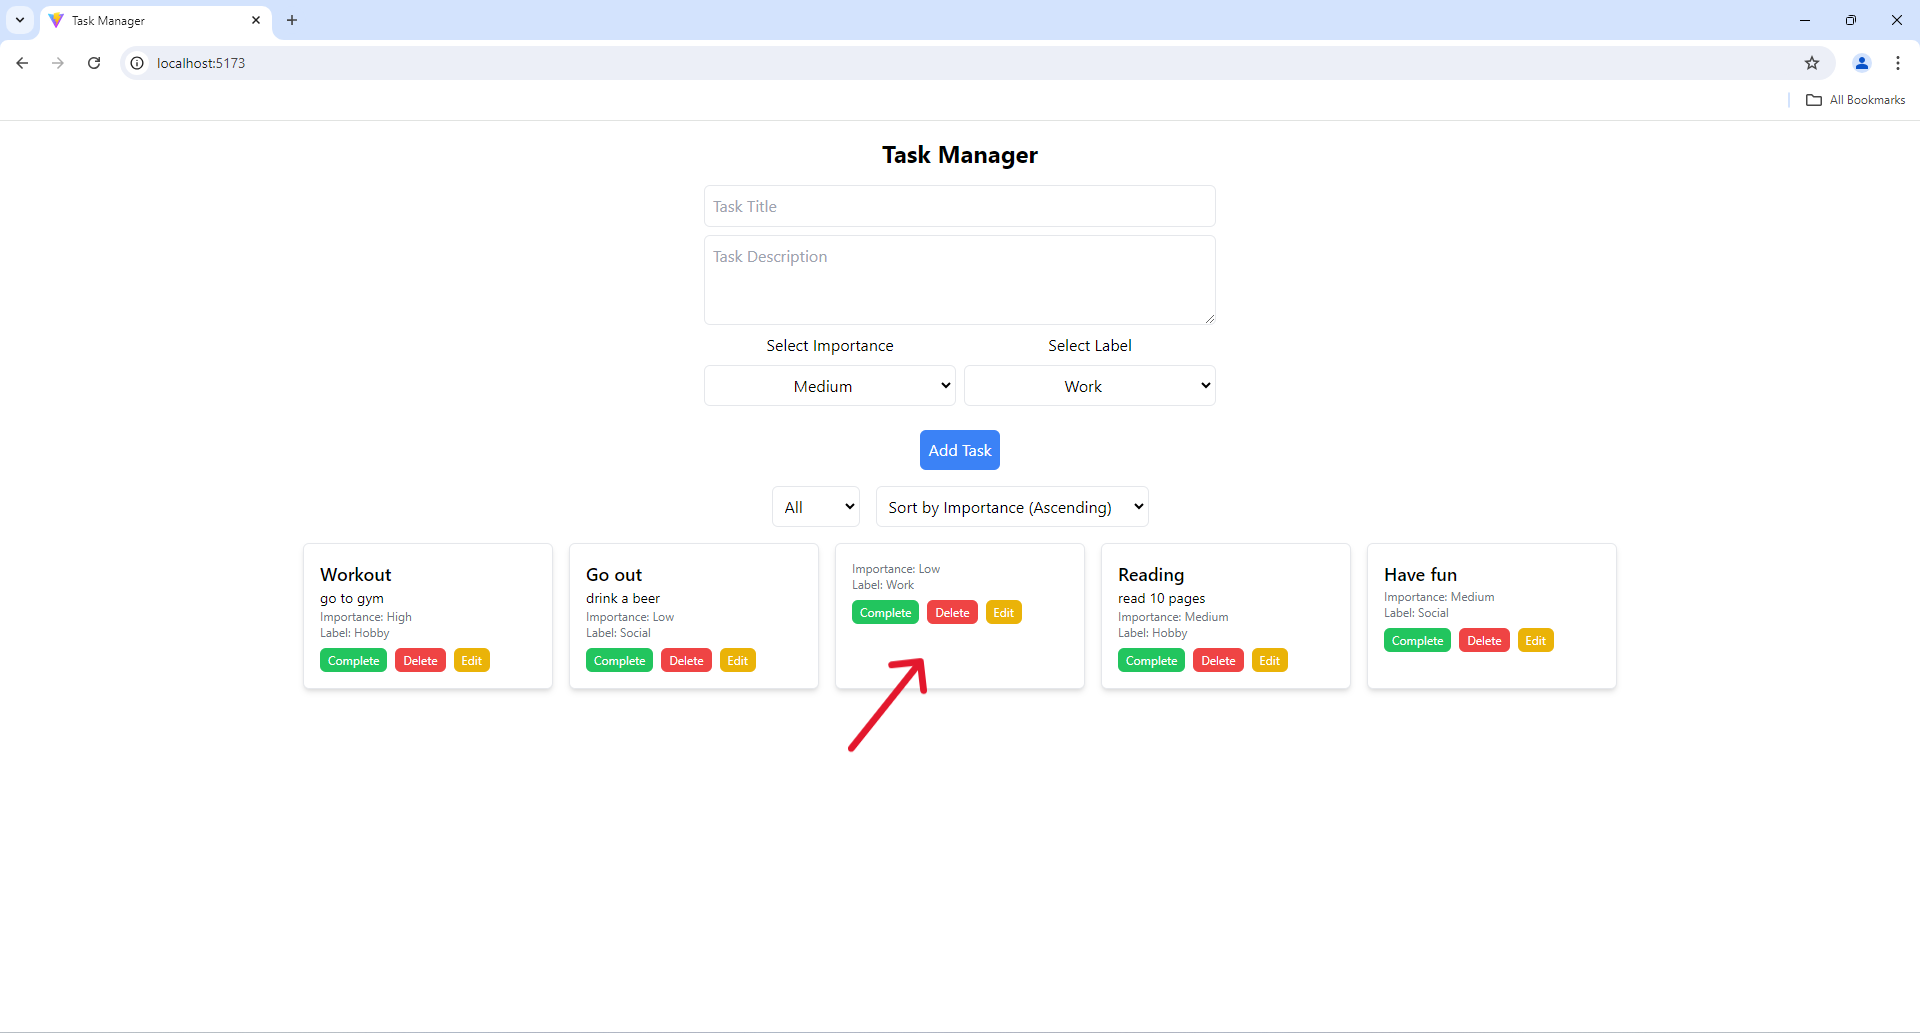 Task Manager
localhost:5173
All Bookmarks
Task Manager
Task Title
Task Description
Select Importance
Select Label
Medium
Work
Add Task
All
Sort by Importance (Ascending)
Workout
go to gym
Importance: High
Label: Hobby
Complete
Delete
Edit
Go out
drink a beer
Importance: Low
Label: Social
Complete
Delete
Edit
Importance: Low
Label: Work
Complete
Delete
Edit
Reading
read 10 pages
Importance: Medium
Label: Hobby
Complete
Delete
Edit
Have fun
Importance: Medium
Label: Social
Complete
Delete
Edit